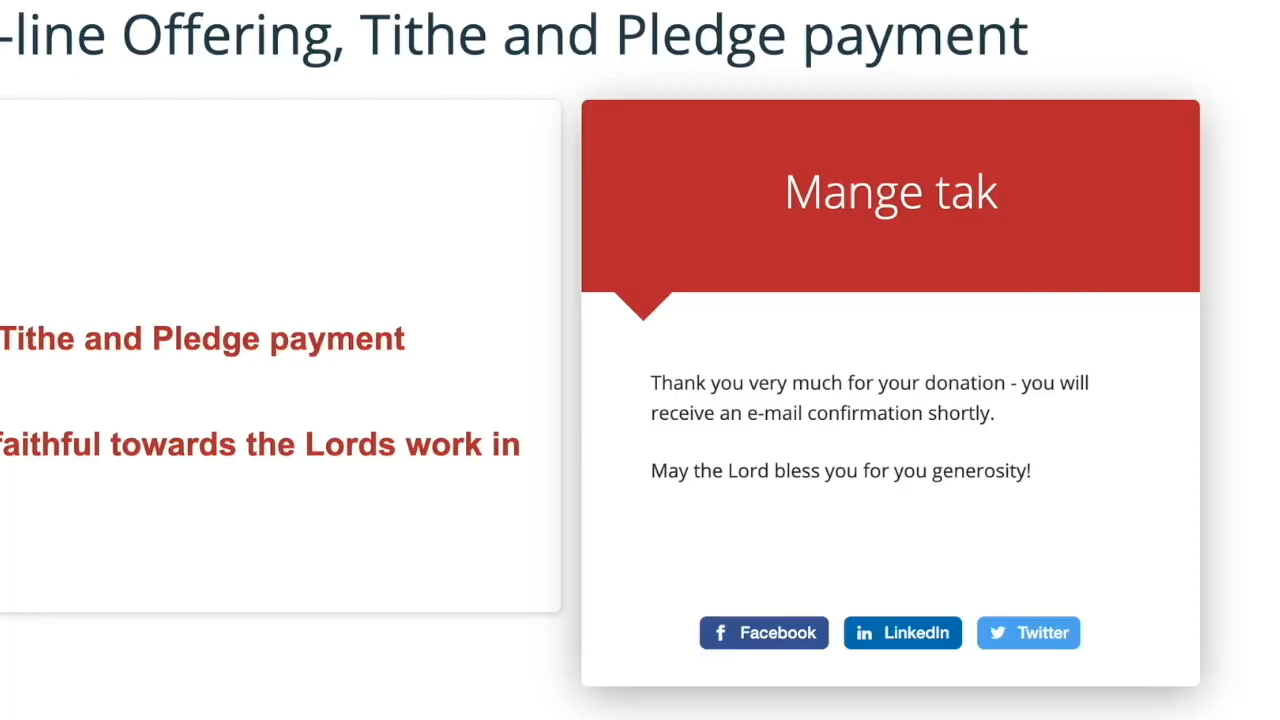 -line Offering, Tithe and Pledge payment
Tithe and Pledge payment
faithful towards the Lords work in
Mange tak
Thank you very much for your donation - you will
receive an e-mail confirmation shortly.
May the Lord bless you for you generosity!
Facebook
LinkedIn
Twitter